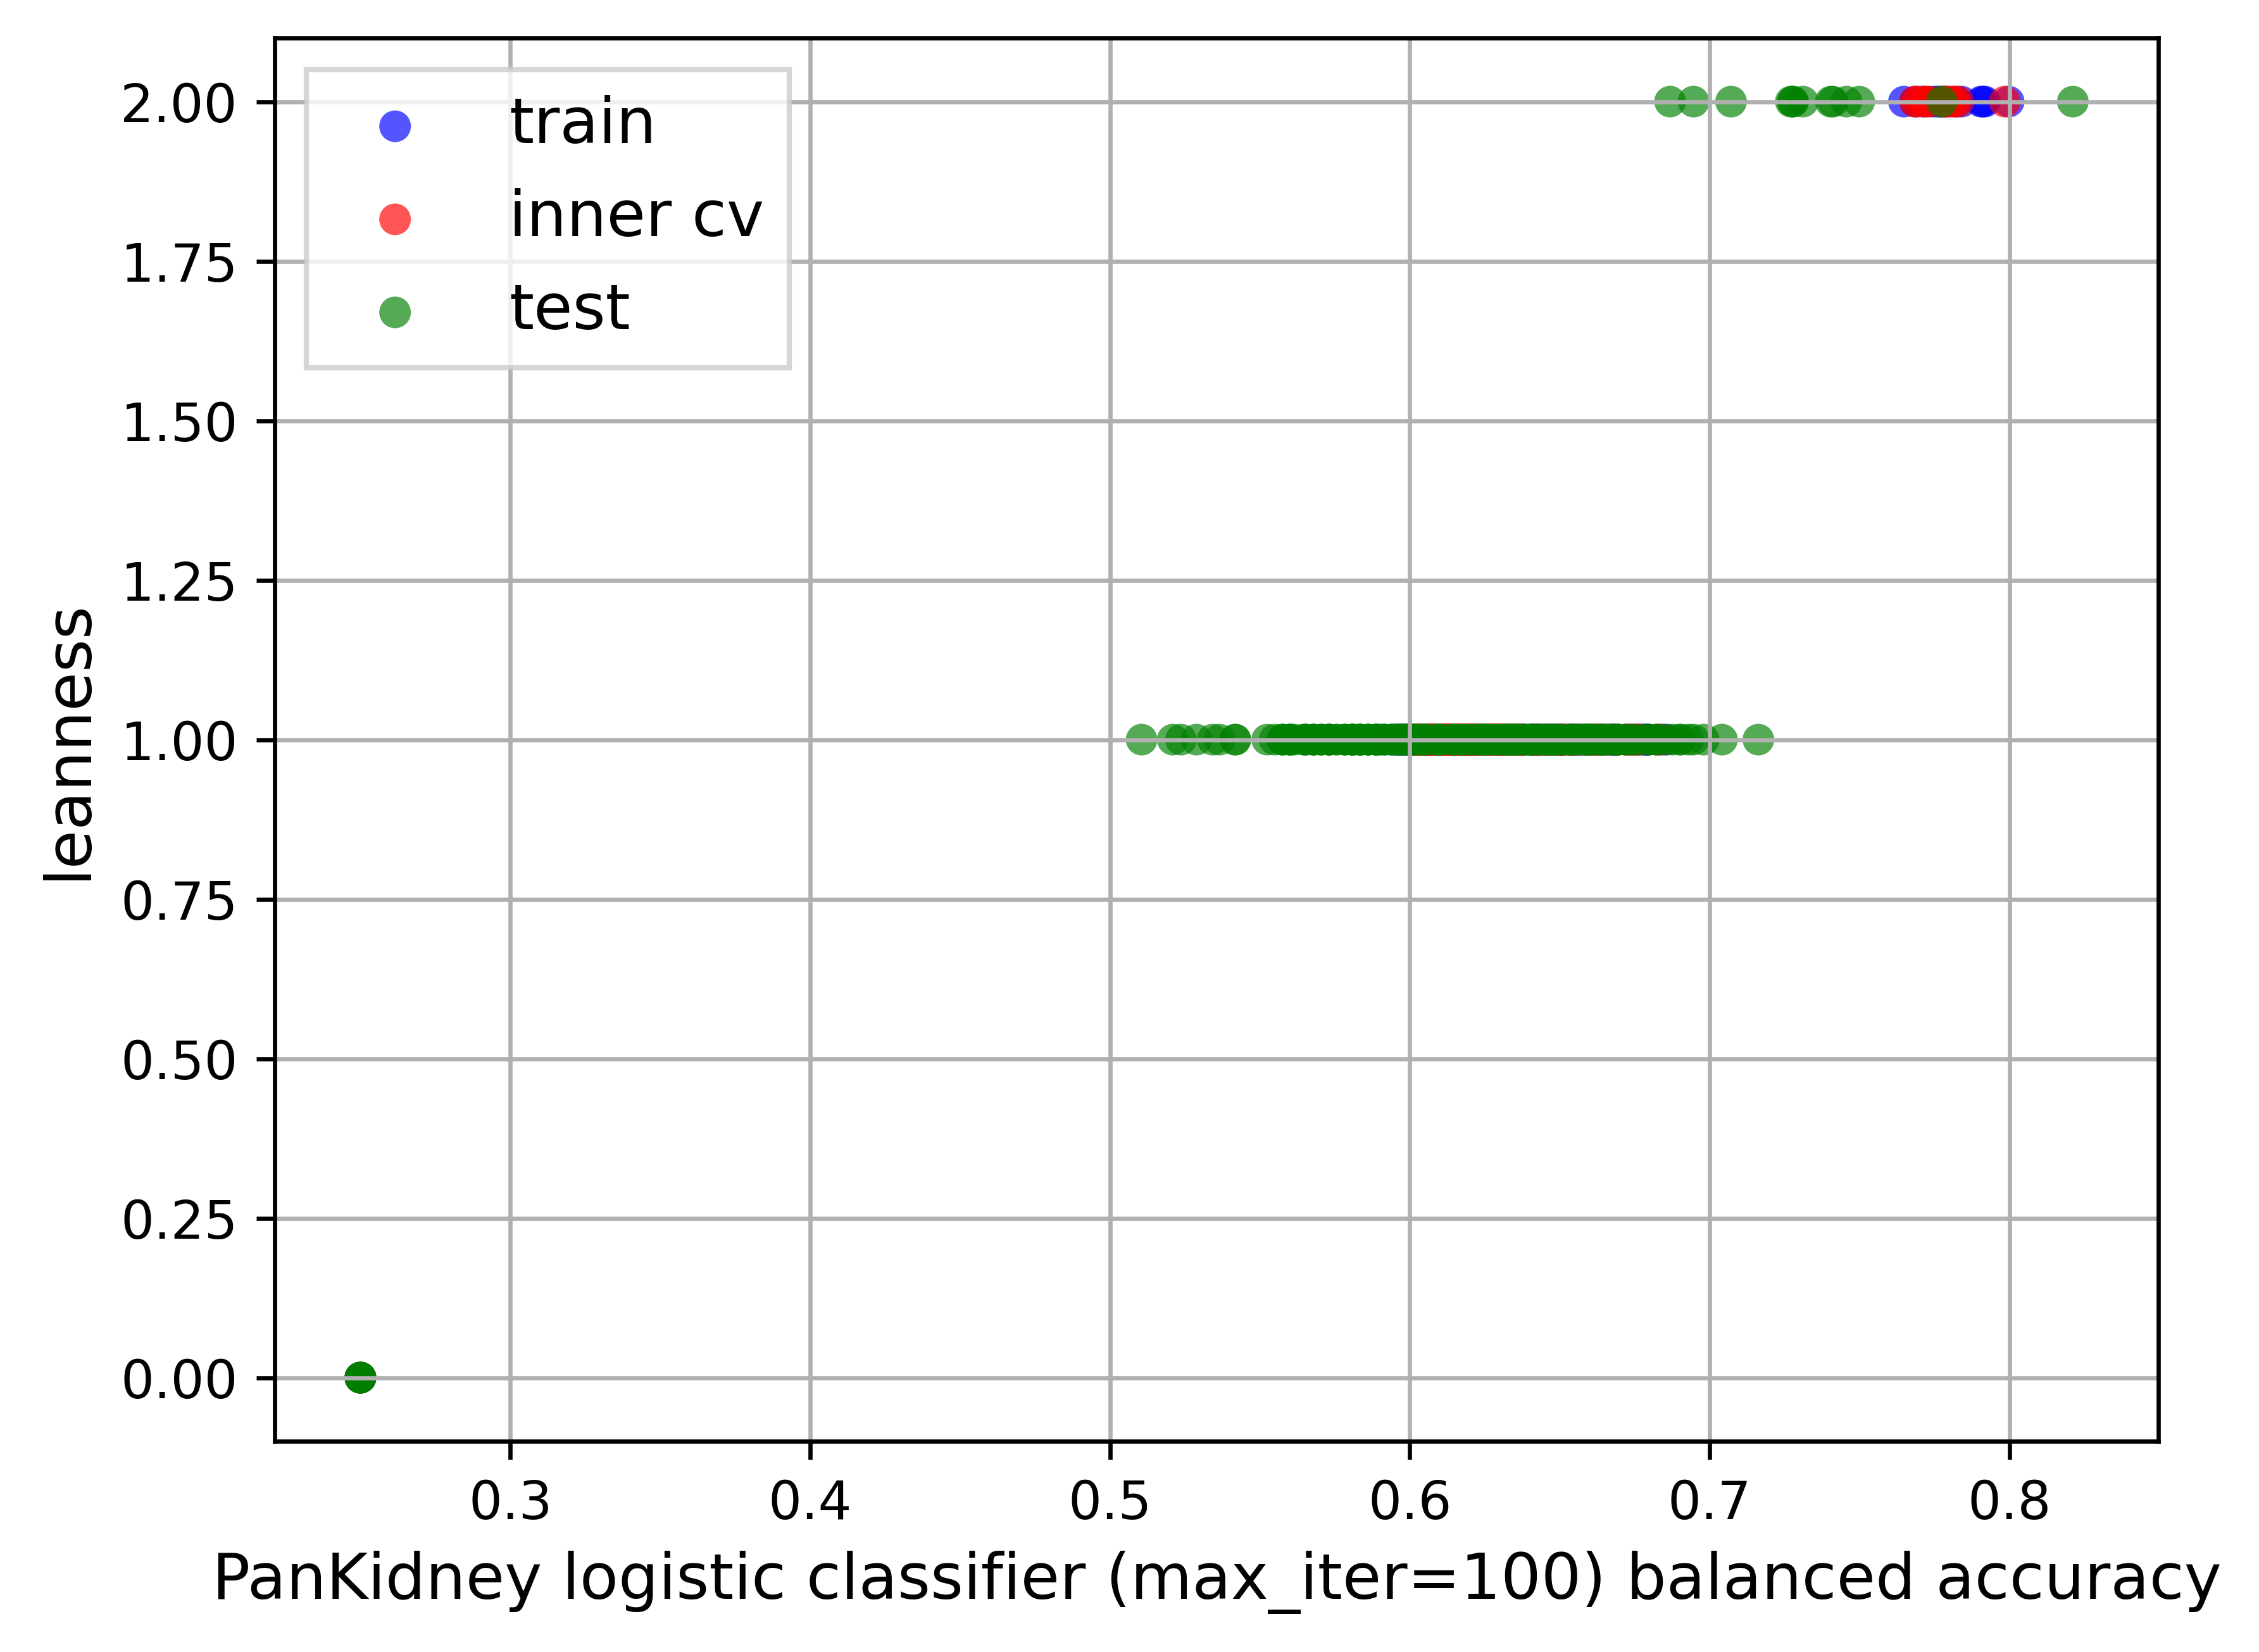 train
inner cv
test
leanness
2.00
1.75
1.50
1.25
1.00
0.75
0.50
0.25
0.00
0.3 0.4 0.5 0.6 0.7 0.8
PanKidney logistic classifier (max_iter=100) balanced accuracy